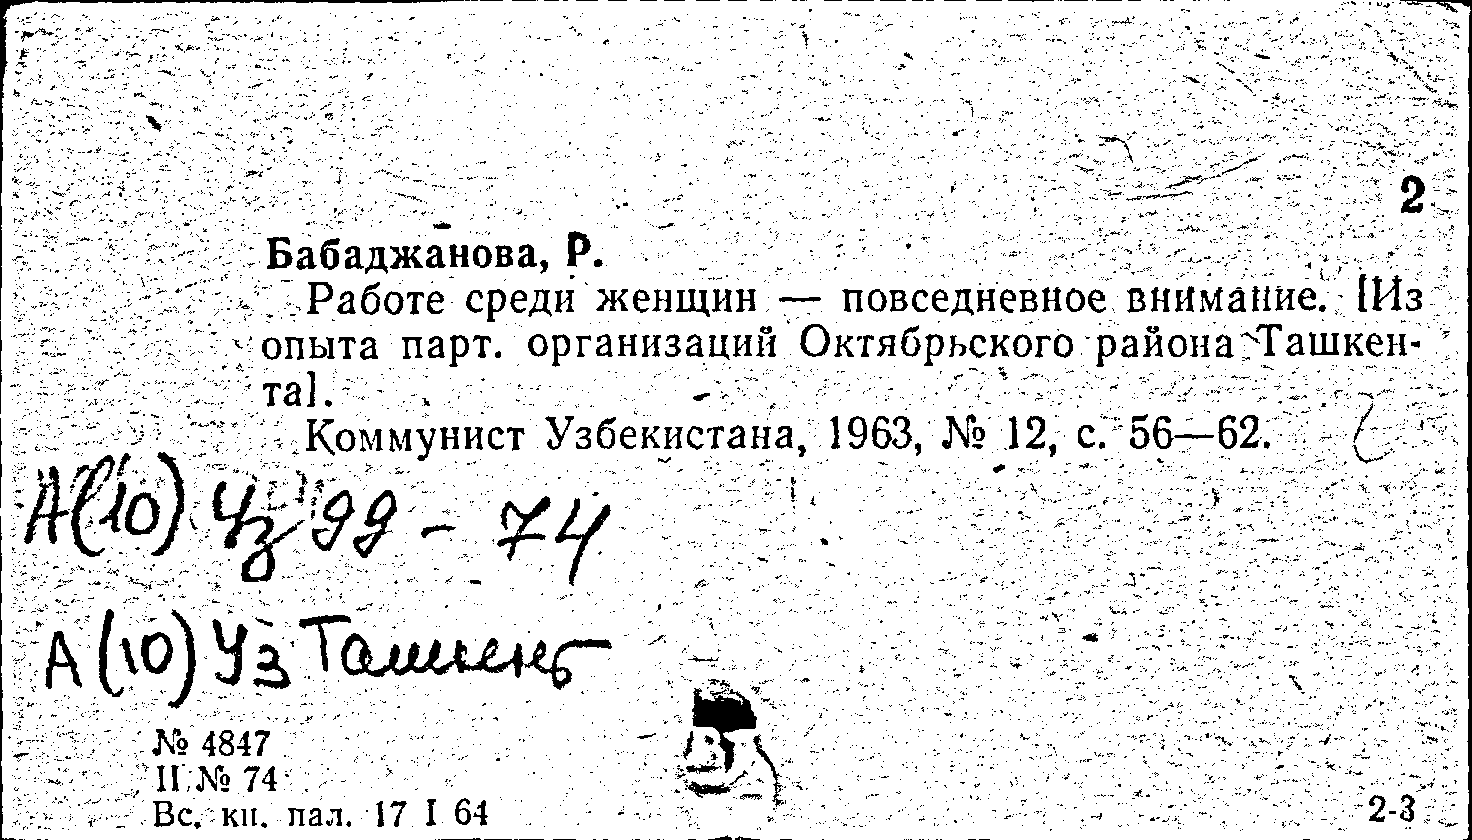 2
Бабаджанова, Р.
Работе среди женщин — повседневное внимание. [Из
опыта парт. организаций Октябрьского района Ташкен-
та].
Коммунист Узбекистана, 1963, № 12, с. 56—62.
А(10) Уз 99 - 74
А(10) Уз Ташкент
№ 4847
II № 74
Вс. кн. пал. 17 I 64
2-3